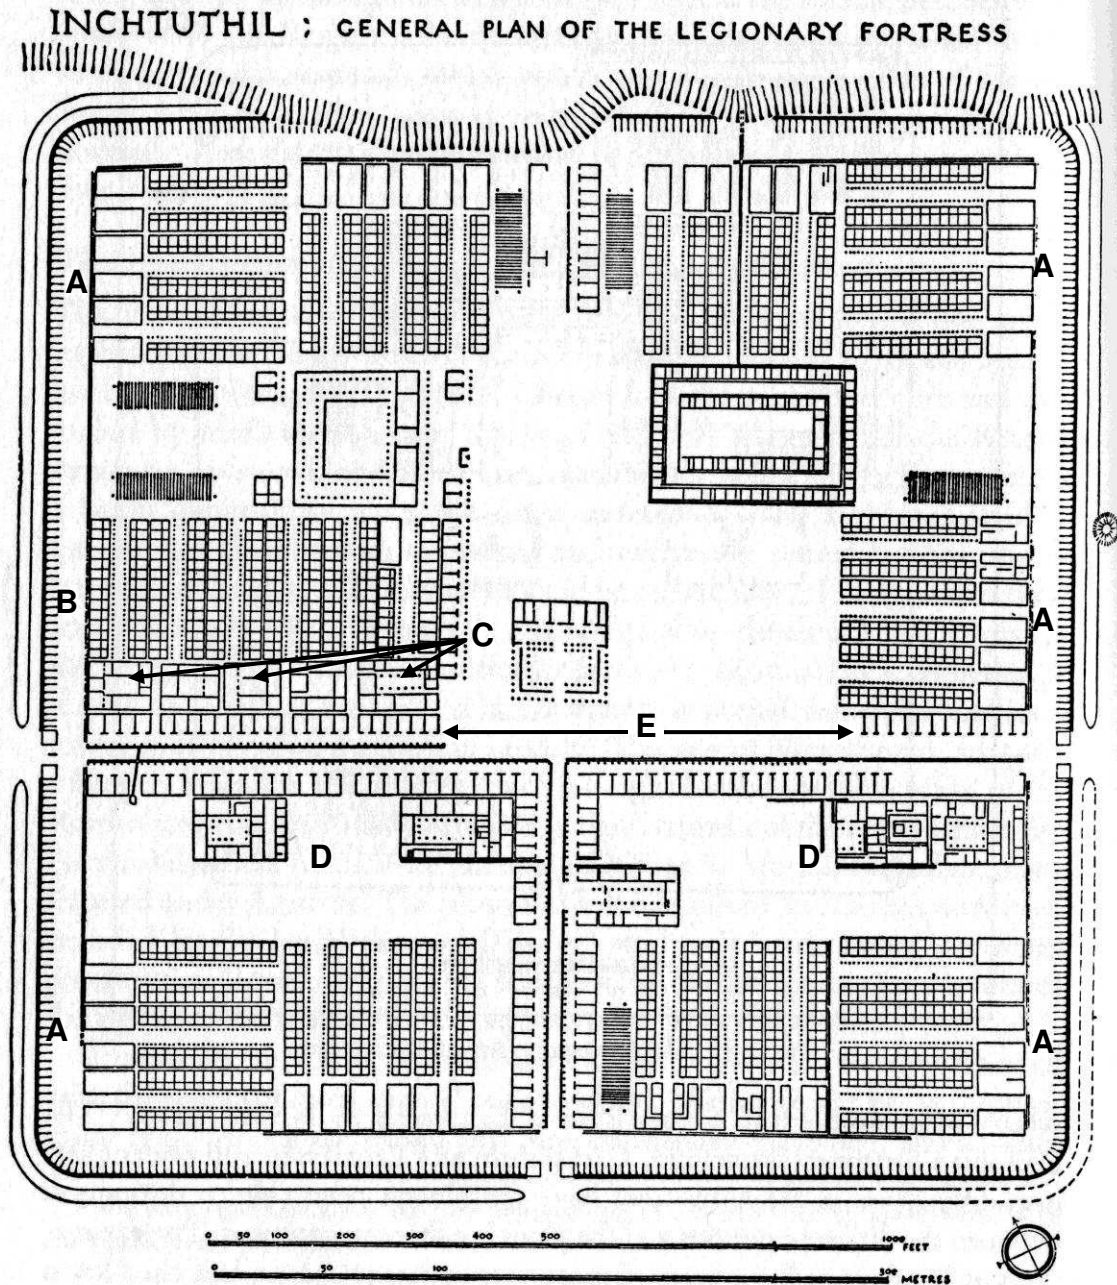 INCHTUTHIL : GENERAL PLAN OF THE LEGIONARY FORTRESS
A
A
B
A
C
E
D
D
A
A
0 50 100 200 300 400 500 1000 FEET
0 50 100 300 METRES